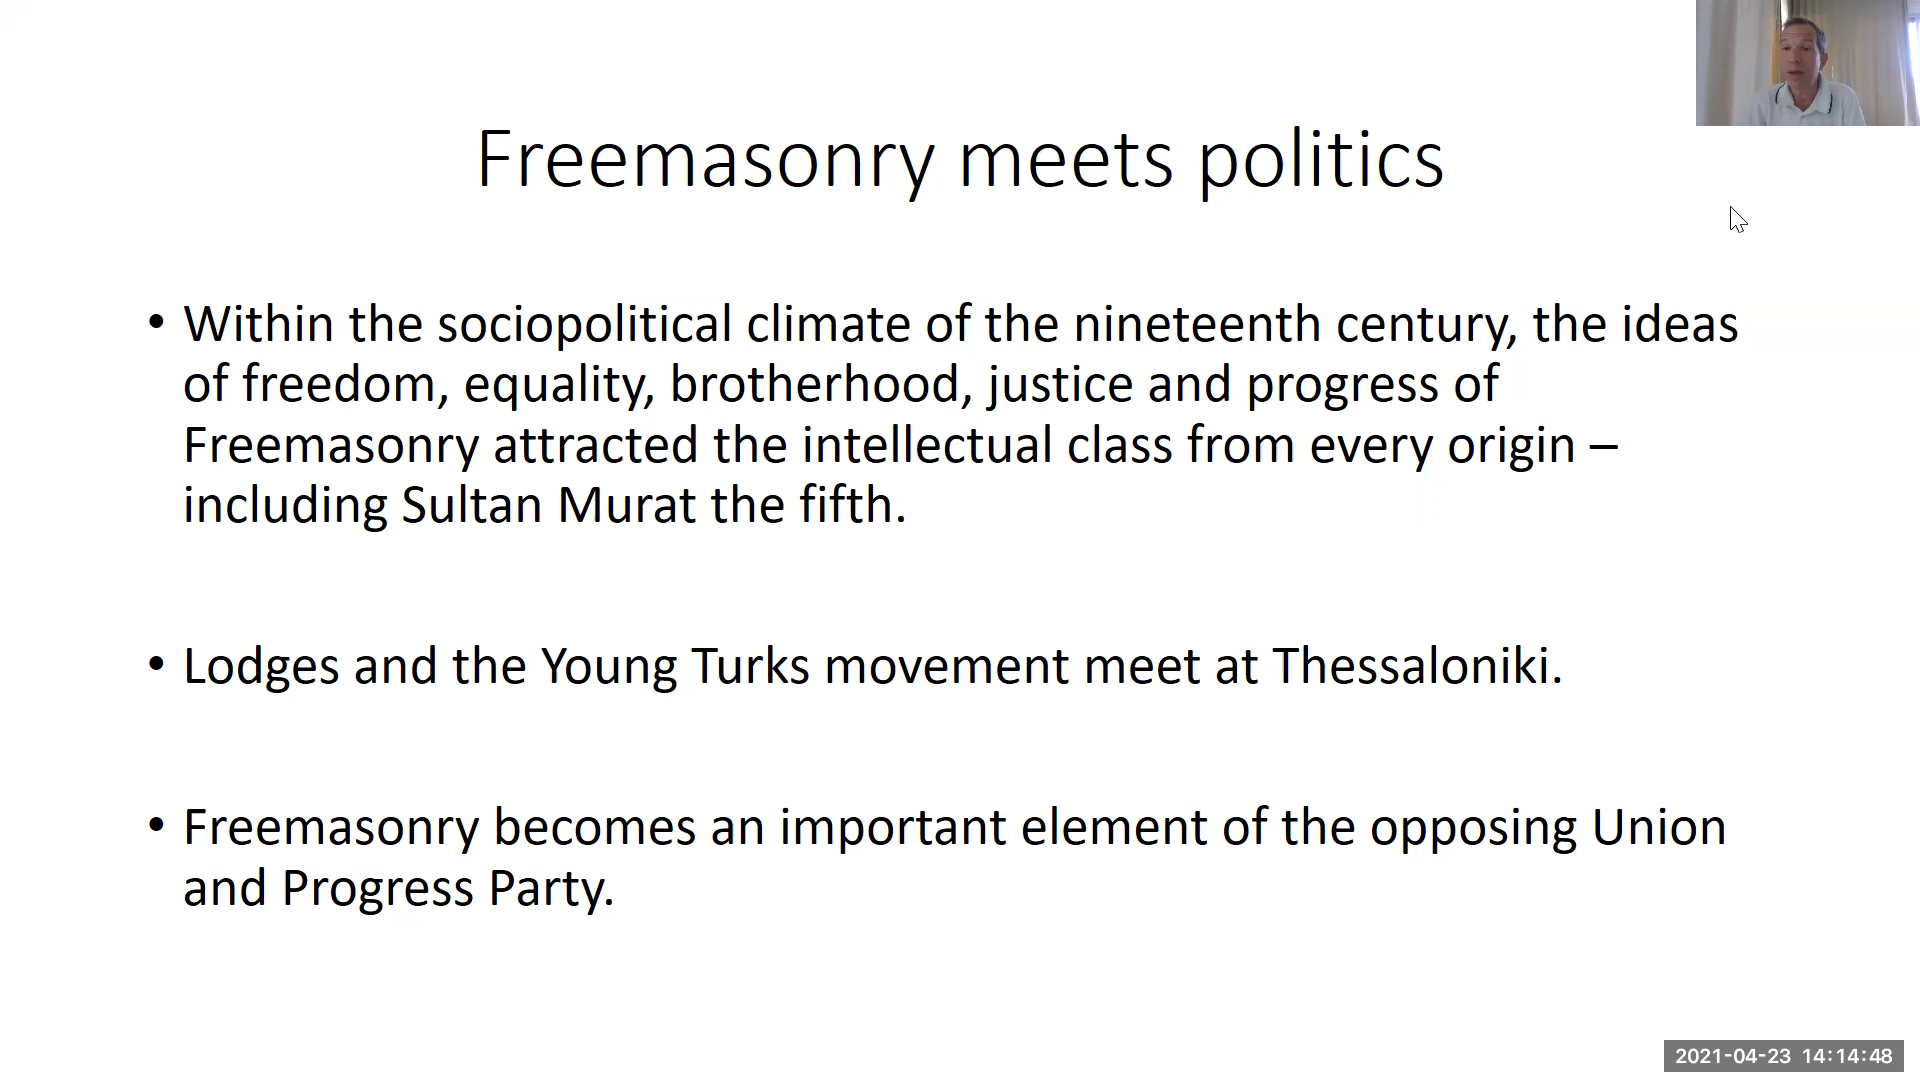 Freemasonry meets politics
• Within the sociopolitical climate of the nineteenth century, the ideas
of freedom, equality, brotherhood, justice and progress of
Freemasonry attracted the intellectual class from every origin –
including Sultan Murat the fifth.
• Lodges and the Young Turks movement meet at Thessaloniki.
• Freemasonry becomes an important element of the opposing Union
and Progress Party.
2021-04-23 14:14:48